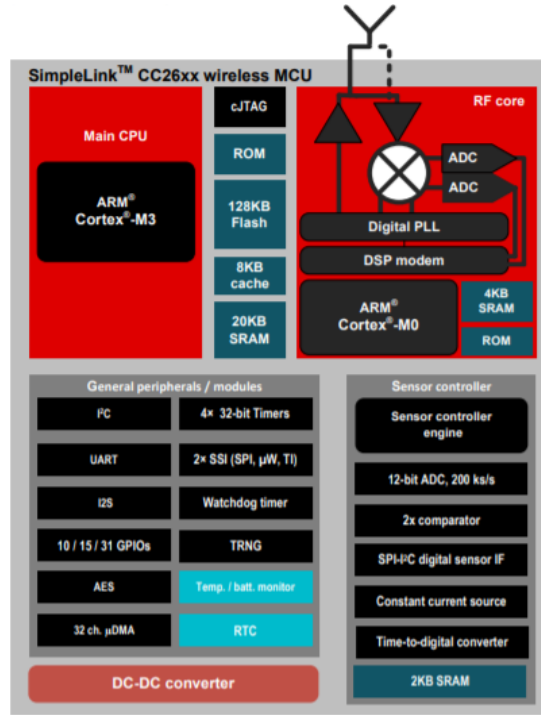 SimpleLink™ CC26xx wireless MCU
Main CPU
ARM®
Cortex®-M3
cJTAG
ROM
128KB
Flash
8KB
cache
20KB
SRAM
RF core
ADC
ADC
Digital PLL
DSP modem
ARM®
Cortex®-M0
4KB
SRAM
ROM
General peripherals / modules
I²C
4× 32-bit Timers
UART
2× SSI (SPI, µW, TI)
I2S
Watchdog timer
10 / 15 / 31 GPIOs
TRNG
AES
Temp. / batt. monitor
32 ch. µDMA
RTC
Sensor controller
Sensor controller
engine
12-bit ADC, 200 ks/s
2x comparator
SPI-I²C digital sensor IF
Constant current source
Time-to-digital converter
2KB SRAM
DC-DC converter